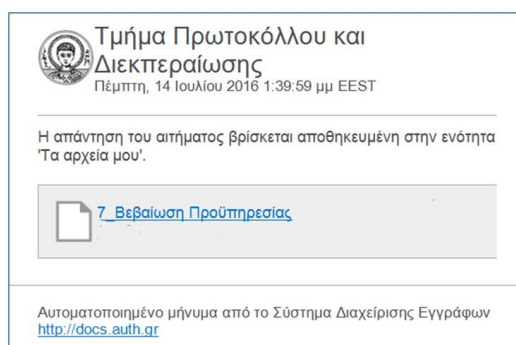 Τμήμα Πρωτοκόλλου και
Διεκπεραίωσης
Πέμπτη, 14 Ιουλίου 2016 1:39:59 μμ EEST
Η απάντηση του αιτήματος βρίσκεται αποθηκευμένη στην ενότητα
'Τα αρχεία μου'.
7_Βεβαίωση Προϋπηρεσίας
Αυτοματοποιημένο μήνυμα από το Σύστημα Διαχείρισης Εγγράφων
http://docs.auth.gr